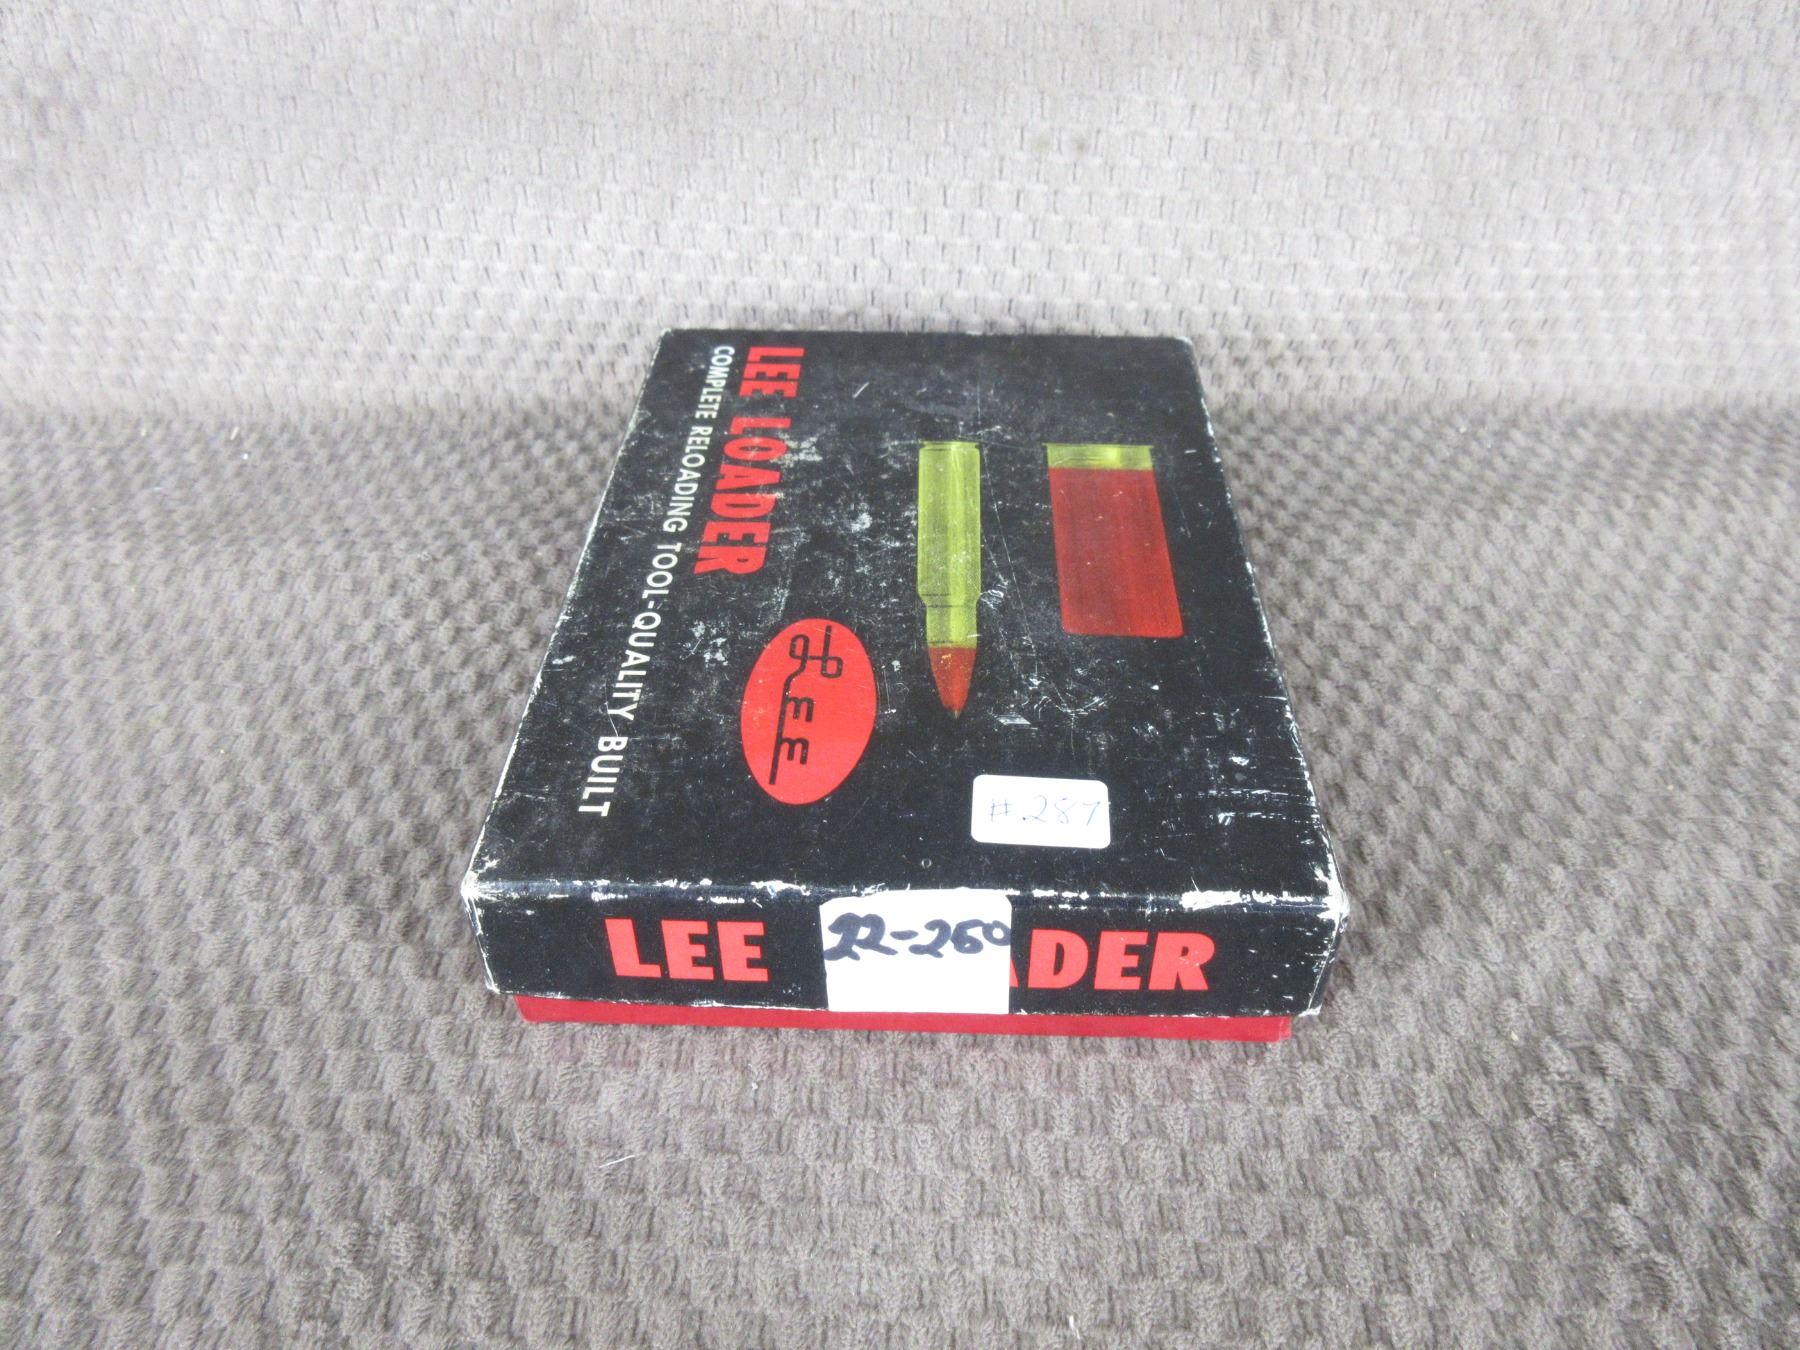 LEE LOADER
COMPLETE RELOADING TOOL-QUALITY BUILT
LEE
#287
22-250
LEE ADER